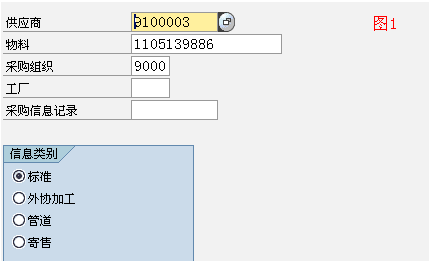 供应商 9100003
图1
物料 1105139886
采购组织 9000
工厂
采购信息记录
信息类别
标准
外协加工
管道
寄售